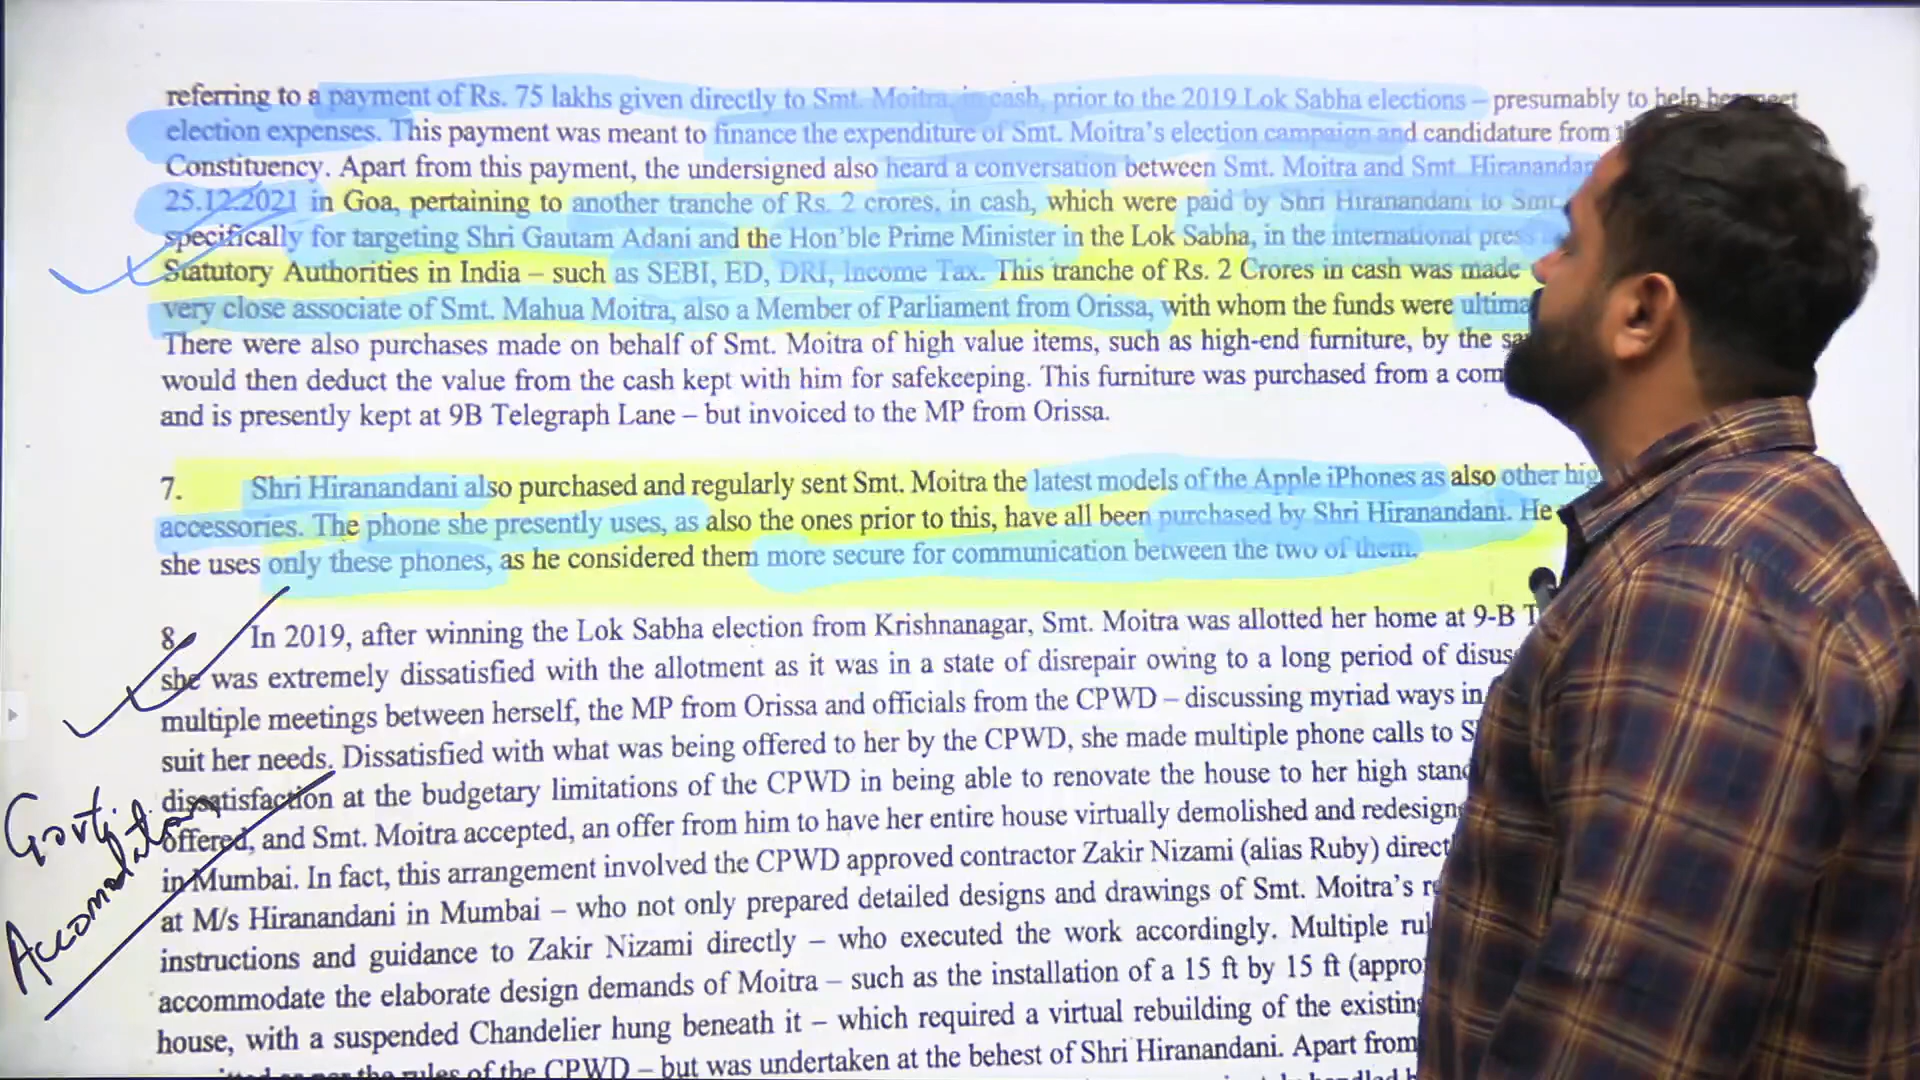 referring to a payment of Rs. 75 lakhs given directly to Smt. Moitra, in cash, prior to the 2019 Lok Sabha elections – presumably to help her meet
election expenses. This payment was meant to finance the expenditure of Smt. Moitra's election campaign and candidature from
Constituency. Apart from this payment, the undersigned also heard a conversation between Smt. Moitra and Smt. Hiranandani
25.12.2021 in Goa, pertaining to another tranche of Rs. 2 crores, in cash, which were paid by Shri Hiranandani to Smt.
specifically for targeting Shri Gautam Adani and the Hon'ble Prime Minister in the Lok Sabha, in the international press
Statutory Authorities in India – such as SEBI, ED, DRI, Income Tax. This tranche of Rs. 2 Crores in cash was made
very close associate of Smt. Mahua Moitra, also a Member of Parliament from Orissa, with whom the funds were ultima
There were also purchases made on behalf of Smt. Moitra of high value items, such as high-end furniture, by the sa
would then deduct the value from the cash kept with him for safekeeping. This furniture was purchased from a com
and is presently kept at 9B Telegraph Lane – but invoiced to the MP from Orissa.
7. Shri Hiranandani also purchased and regularly sent Smt. Moitra the latest models of the Apple iPhones as also other hig
accessories. The phone she presently uses, as also the ones prior to this, have all been purchased by Shri Hiranandani. He
she uses only these phones, as he considered them more secure for communication between the two of them.
8. In 2019, after winning the Lok Sabha election from Krishnanagar, Smt. Moitra was allotted her home at 9-B T
she was extremely dissatisfied with the allotment as it was in a state of disrepair owing to a long period of disus
multiple meetings between herself, the MP from Orissa and officials from the CPWD – discussing myriad ways in
suit her needs. Dissatisfied with what was being offered to her by the CPWD, she made multiple phone calls to S
dissatisfaction at the budgetary limitations of the CPWD in being able to renovate the house to her high stand
offered, and Smt. Moitra accepted, an offer from him to have her entire house virtually demolished and redesign
in Mumbai. In fact, this arrangement involved the CPWD approved contractor Zakir Nizami (alias Ruby) direct
at M/s Hiranandani in Mumbai – who not only prepared detailed designs and drawings of Smt. Moitra's r
instructions and guidance to Zakir Nizami directly – who executed the work accordingly. Multiple rul
accommodate the elaborate design demands of Moitra – such as the installation of a 15 ft by 15 ft (appro
house, with a suspended Chandelier hung beneath it – which required a virtual rebuilding of the existing
the rules of the CPWD – but was undertaken at the behest of Shri Hiranandani. Apart from
Govt.
Accomodation